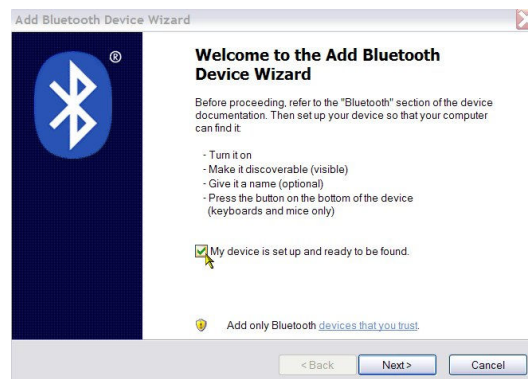 Add Bluetooth Device Wizard
®
Welcome to the Add Bluetooth
Device Wizard
Before proceeding, refer to the "Bluetooth" section of the device
documentation. Then set up your device so that your computer
can find it:
- Turn it on
- Make it discoverable (visible)
- Give it a name (optional)
- Press the button on the bottom of the device
(keyboards and mice only)
My device is set up and ready to be found.
Add only Bluetooth devices that you trust.
< Back
Next >
Cancel